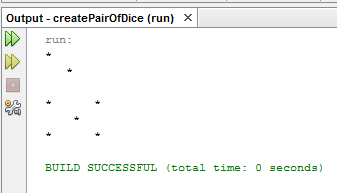 Output - createPairOfDice (run) ×
run:
*
   *

*      *
    *
*      *

BUILD SUCCESSFUL (total time: 0 seconds)